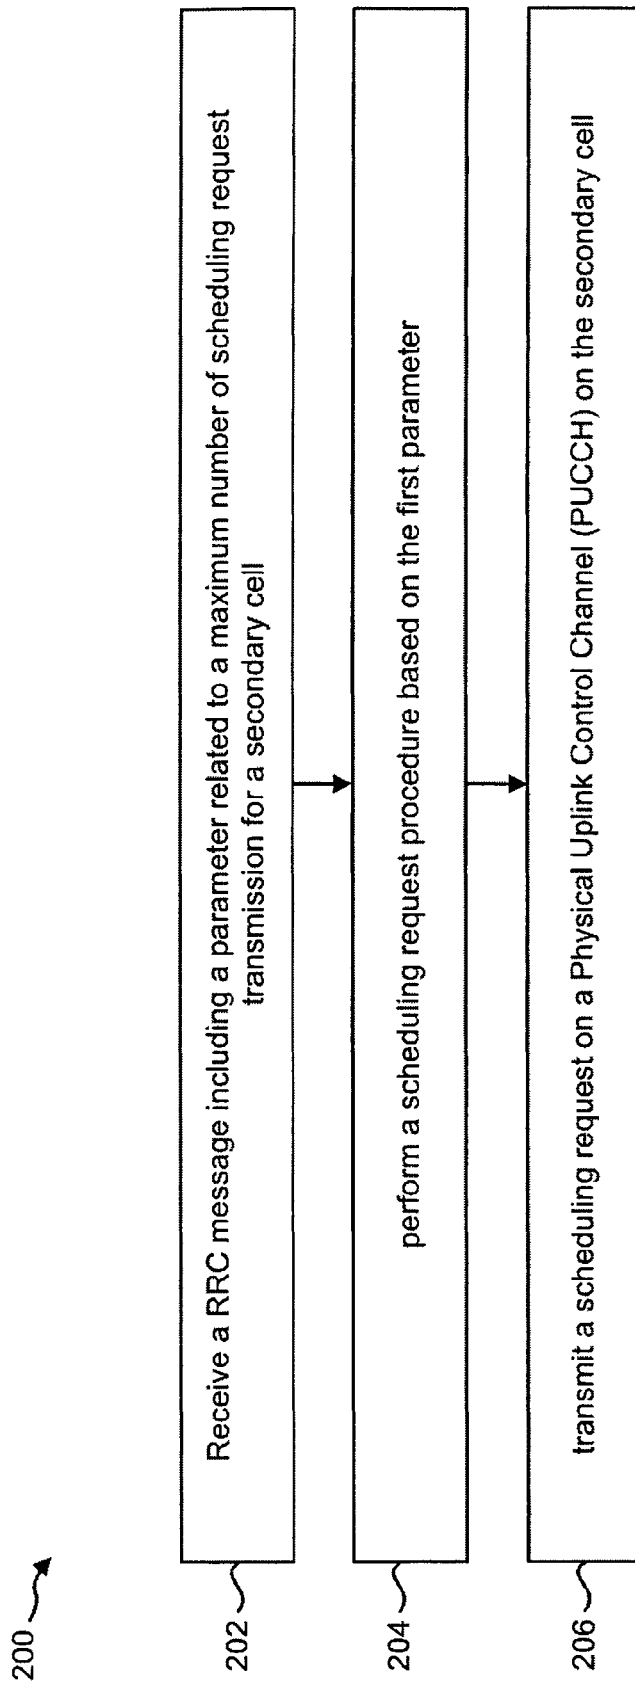 200
202
Receive a RRC message including a parameter related to a maximum number of scheduling request
transmission for a secondary cell
204
perform a scheduling request procedure based on the first parameter
206
transmit a scheduling request on a Physical Uplink Control Channel (PUCCH) on the secondary cell